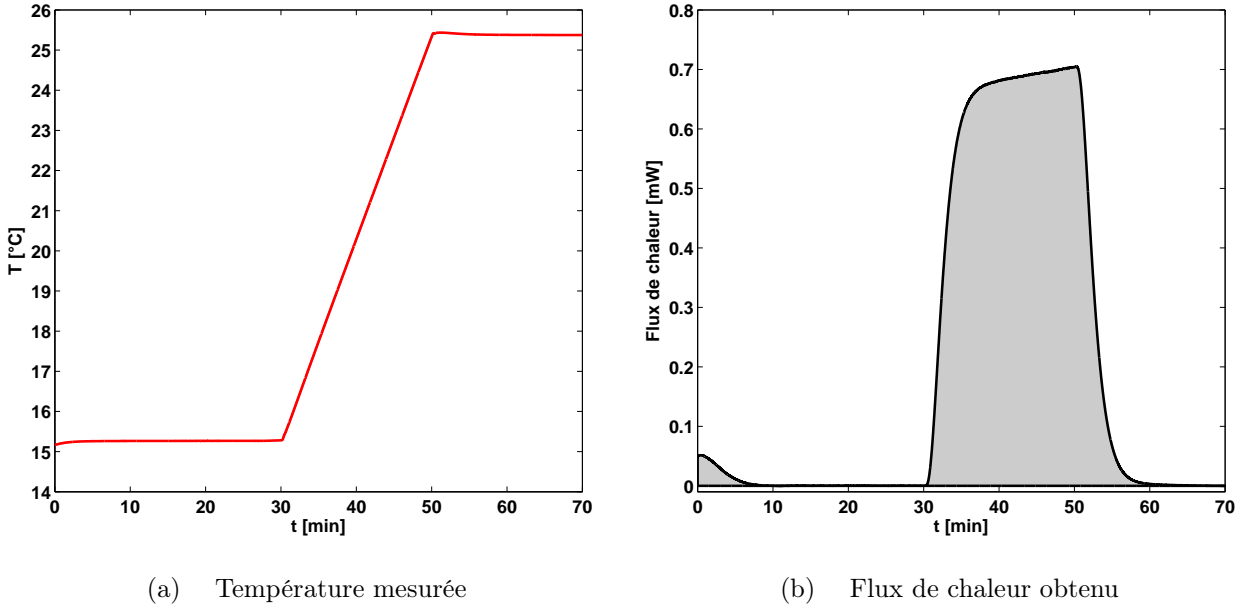 26
25
24
23
22
21
20
19
18
17
16
15
14
T [°C]
0 10 20 30 40 50 60 70
t [min]
(a) Température mesurée
0.8
0.7
0.6
0.5
0.4
0.3
0.2
0.1
0
Flux de chaleur [mW]
0 10 20 30 40 50 60 70
t [min]
(b) Flux de chaleur obtenu